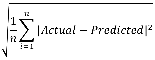 √(1/n ∑_{i=1}^{n} |Actual − Predicted|²)